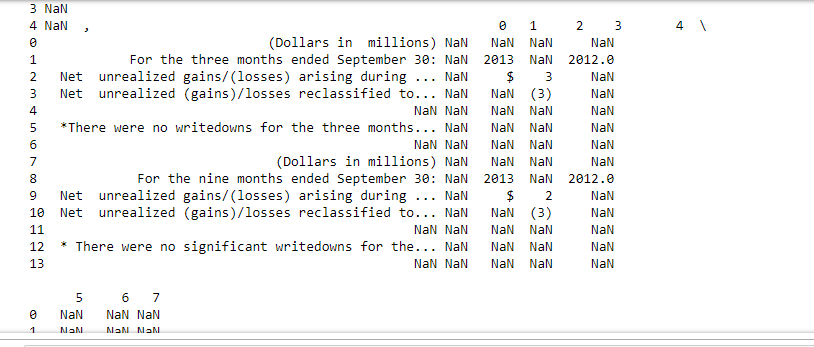 3 NaN
4 NaN  ,                                                   0    1      2    3        4  \
0                               (Dollars in  millions) NaN   NaN  NaN     NaN
1             For the three months ended September 30: NaN  2013  NaN  2012.0
2    Net  unrealized gains/(losses) arising during ... NaN     $    3     NaN
3    Net  unrealized (gains)/losses reclassified to... NaN   NaN  (3)     NaN
4                                                  NaN NaN   NaN  NaN     NaN
5    *There were no writedowns for the three months... NaN   NaN  NaN     NaN
6                                                  NaN NaN   NaN  NaN     NaN
7                                (Dollars in millions) NaN   NaN  NaN     NaN
8              For the nine months ended September 30: NaN  2013  NaN  2012.0
9    Net  unrealized gains/(losses) arising during ... NaN     $    2     NaN
10   Net  unrealized (gains)/losses reclassified to... NaN   NaN  (3)     NaN
11                                                 NaN NaN   NaN  NaN     NaN
12   * There were no significant writedowns for the... NaN   NaN  NaN     NaN
13                                                 NaN NaN   NaN  NaN     NaN
      5     6   7
0   NaN   NaN NaN
1   NaN   NaN NaN